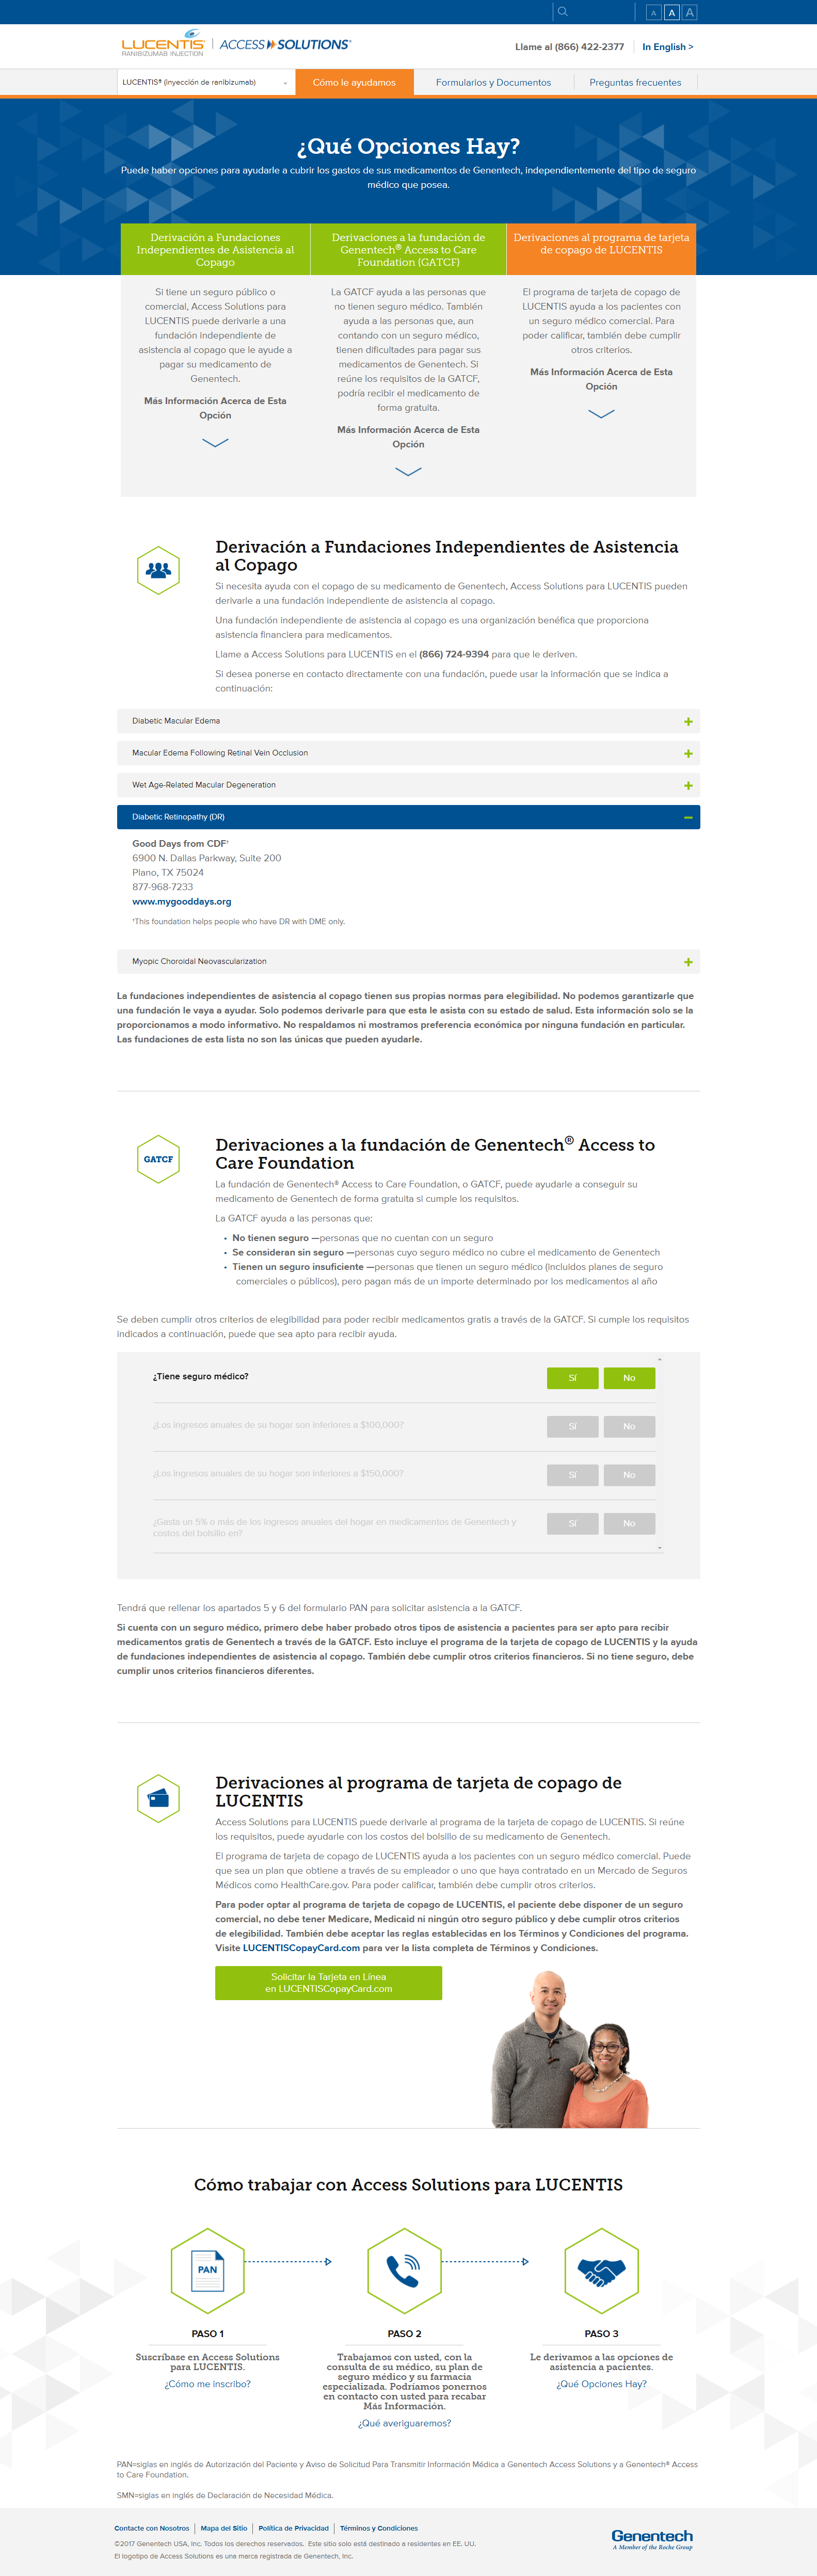 A A A
LUCENTIS
RANIBIZUMAB INJECTION
ACCESS SOLUTIONS®
Llame al (866) 422-2377
In English >
LUCENTIS® (inyección de ranibizumab)
Cómo le ayudamos
Formularios y Documentos
Preguntas frecuentes
¿Qué Opciones Hay?
Puede haber opciones para ayudarle a cubrir los gastos de sus medicamentos de Genentech, independientemente del tipo de seguro
médico que posea.
Derivación a Fundaciones
Independientes de Asistencia al
Copago
Si tiene un seguro público o
comercial, Access Solutions para
LUCENTIS puede derivarle a una
fundación independiente de
asistencia al copago que le ayude a
pagar su medicamento de
Genentech.
Más Información Acerca de Esta
Opción
Derivaciones a la fundación de
Genentech® Access to Care
Foundation (GATCF)
La GATCF ayuda a las personas que
no tienen seguro médico. También
ayuda a las personas que, aun
contando con un seguro médico,
tienen dificultades para pagar sus
medicamentos de Genentech. Si
reúne los requisitos de la GATCF,
podría recibir el medicamento de
forma gratuita.
Más Información Acerca de Esta
Opción
Derivaciones al programa de tarjeta
de copago de LUCENTIS
El programa de tarjeta de copago de
LUCENTIS ayuda a los pacientes con
un seguro médico comercial. Para
poder calificar, también debe cumplir
otros criterios.
Más Información Acerca de Esta
Opción
Derivación a Fundaciones Independientes de Asistencia
al Copago
Si necesita ayuda con el copago de su medicamento de Genentech, Access Solutions para LUCENTIS pueden
derivarle a una fundación independiente de asistencia al copago.
Una fundación independiente de asistencia al copago es una organización benéfica que proporciona
asistencia financiera para medicamentos.
Llame a Access Solutions para LUCENTIS en el (866) 724-9394 para que le deriven.
Si desea ponerse en contacto directamente con una fundación, puede usar la información que se indica a
continuación:
Diabetic Macular Edema
Macular Edema Following Retinal Vein Occlusion
Wet Age-Related Macular Degeneration
Diabetic Retinopathy (DR)
Good Days from CDF†
6900 N. Dallas Parkway, Suite 200
Plano, TX 75024
877-968-7233
www.mygooddays.org
†This foundation helps people who have DR with DME only.
Myopic Choroidal Neovascularization
La fundaciones independientes de asistencia al copago tienen sus propias normas para elegibilidad. No podemos garantizarle que
una fundación le vaya a ayudar. Solo podemos derivarle para que esta le asista con su estado de salud. Esta información solo se la
proporcionamos a modo informativo. No respaldamos ni mostramos preferencia económica por ninguna fundación en particular.
Las fundaciones de esta lista no son las únicas que pueden ayudarle.
GATCF
Derivaciones a la fundación de Genentech® Access to
Care Foundation
La fundación de Genentech® Access to Care Foundation, o GATCF, puede ayudarle a conseguir su
medicamento de Genentech de forma gratuita si cumple los requisitos.
La GATCF ayuda a las personas que:
• No tienen seguro —personas que no cuentan con un seguro
• Se consideran sin seguro —personas cuyo seguro médico no cubre el medicamento de Genentech
• Tienen un seguro insuficiente —personas que tienen un seguro médico (incluidos planes de seguro
comerciales o públicos), pero pagan más de un importe determinado por los medicamentos al año
Se deben cumplir otros criterios de elegibilidad para poder recibir medicamentos gratis a través de la GATCF. Si cumple los requisitos
indicados a continuación, puede que sea apto para recibir ayuda.
¿Tiene seguro médico? Sí No
¿Los ingresos anuales de su hogar son inferiores a $100,000? Sí No
¿Los ingresos anuales de su hogar son inferiores a $150,000? Sí No
¿Gasta un 5% o más de los ingresos anuales del hogar en medicamentos de Genentech y
costos del bolsillo en? Sí No
Tendrá que rellenar los apartados 5 y 6 del formulario PAN para solicitar asistencia a la GATCF.
Si cuenta con un seguro médico, primero debe haber probado otros tipos de asistencia a pacientes para ser apto para recibir
medicamentos gratis de Genentech a través de la GATCF. Esto incluye el programa de la tarjeta de copago de LUCENTIS y la ayuda
de fundaciones independientes de asistencia al copago. También debe cumplir otros criterios financieros. Si no tiene seguro, debe
cumplir unos criterios financieros diferentes.
Derivaciones al programa de tarjeta de copago de
LUCENTIS
Access Solutions para LUCENTIS puede derivarle al programa de la tarjeta de copago de LUCENTIS. Si reúne
los requisitos, puede ayudarle con los costos del bolsillo de su medicamento de Genentech.
El programa de tarjeta de copago de LUCENTIS ayuda a los pacientes con un seguro médico comercial. Puede
que sea un plan que obtiene a través de su empleador o uno que haya contratado en un Mercado de Seguros
Médicos como HealthCare.gov. Para poder calificar, también debe cumplir otros criterios.
Para poder optar al programa de tarjeta de copago de LUCENTIS, el paciente debe disponer de un seguro
comercial, no debe tener Medicare, Medicaid ni ningún otro seguro público y debe cumplir otros criterios
de elegibilidad. También debe aceptar las reglas establecidas en los Términos y Condiciones del programa.
Visite LUCENTISCopayCard.com para ver la lista completa de Términos y Condiciones.
Solicitar la Tarjeta en Línea
en LUCENTISCopayCard.com
Cómo trabajar con Access Solutions para LUCENTIS
PAN
PASO 1
Suscríbase en Access Solutions
para LUCENTIS.
¿Cómo me inscribo?
PASO 2
Trabajamos con usted, con la
consulta de su médico, su plan de
seguro médico y su farmacia
especializada. Podríamos ponernos
en contacto con usted para recabar
Más Información.
¿Qué averiguaremos?
PASO 3
Le derivamos a las opciones de
asistencia a pacientes.
¿Qué Opciones Hay?
PAN=siglas en inglés de Autorización del Paciente y Aviso de Solicitud Para Transmitir Información Médica a Genentech Access Solutions y a Genentech® Access
to Care Foundation.
SMN=siglas en inglés de Declaración de Necesidad Médica.
Contacte con Nosotros
Mapa del Sitio
Política de Privacidad
Términos y Condiciones
©2017 Genentech USA, Inc. Todos los derechos reservados. Este sitio solo está destinado a residentes en EE. UU.
El logotipo de Access Solutions es una marca registrada de Genentech, Inc.
Genentech
A Member of the Roche Group